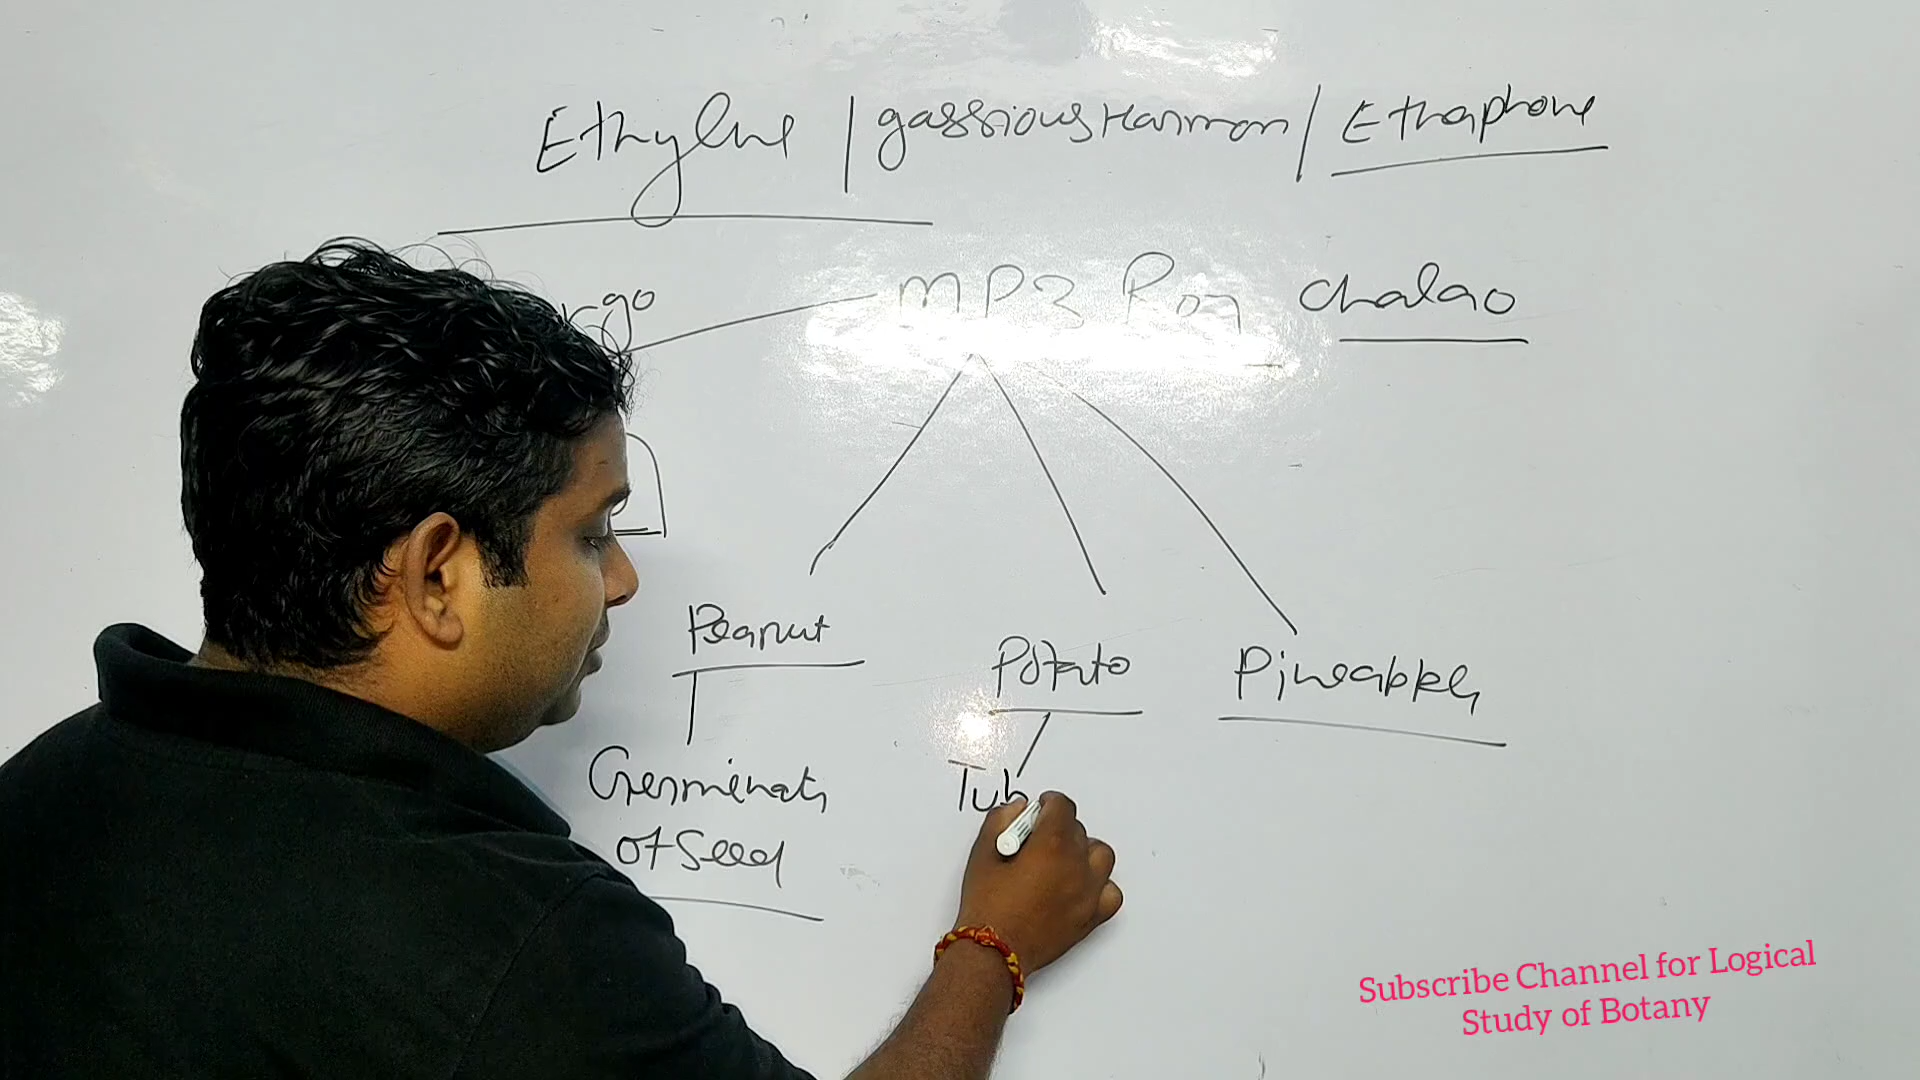 Ethylene / gassious Harmon / Ethaphone
MP3 Roz chalao
Peanut
Potato
Pineapple
Germinati
of Seed
Tub
Subscribe Channel for Logical
Study of Botany